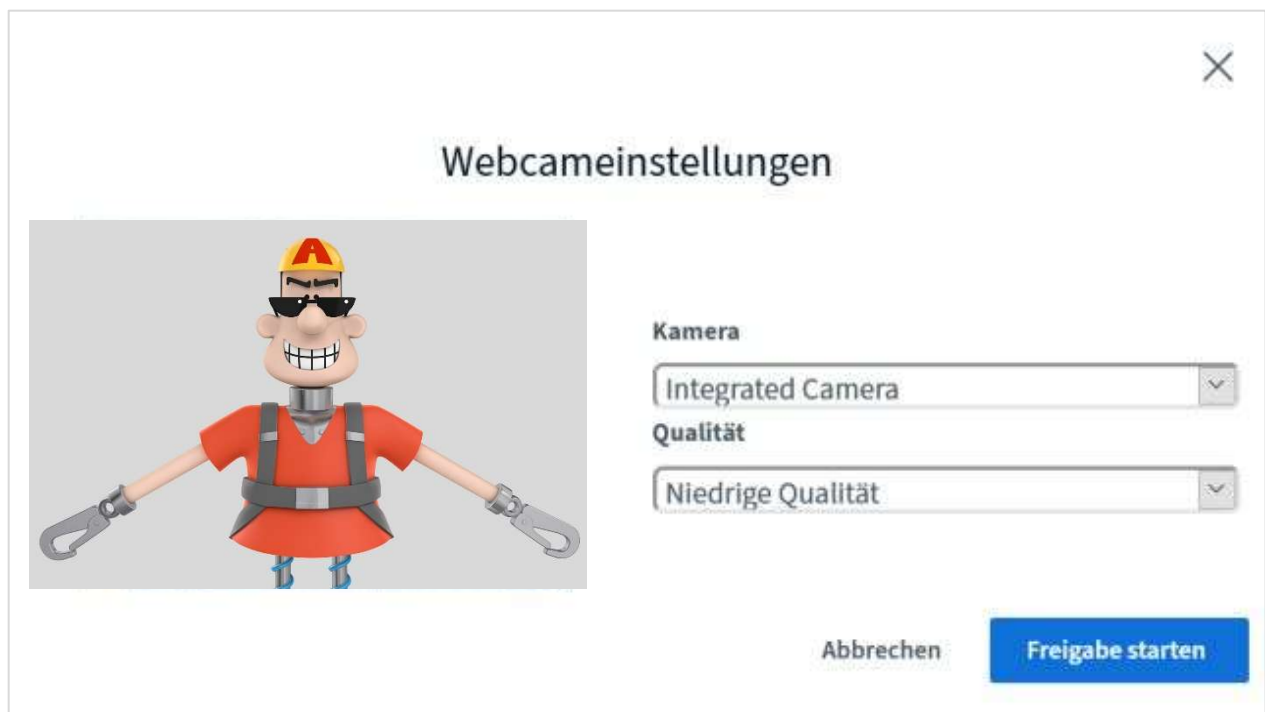 Webcameinstellungen
A
Kamera
Integrated Camera
Qualität
Niedrige Qualität
Abbrechen
Freigabe starten